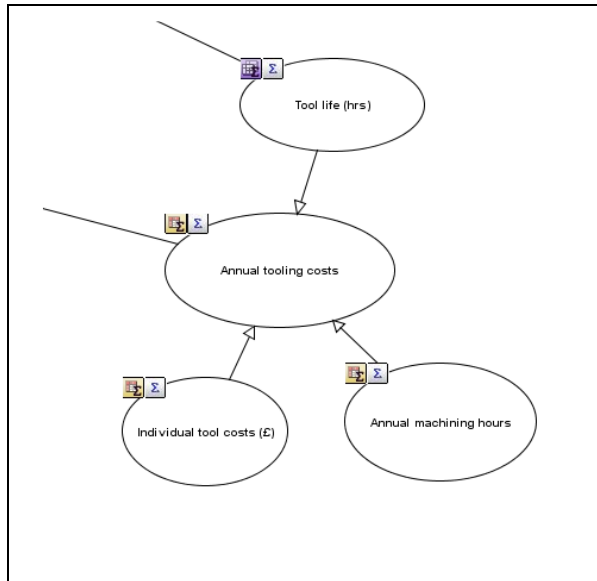 Tool life (hrs)
Annual tooling costs
Individual tool costs (£)
Annual machining hours